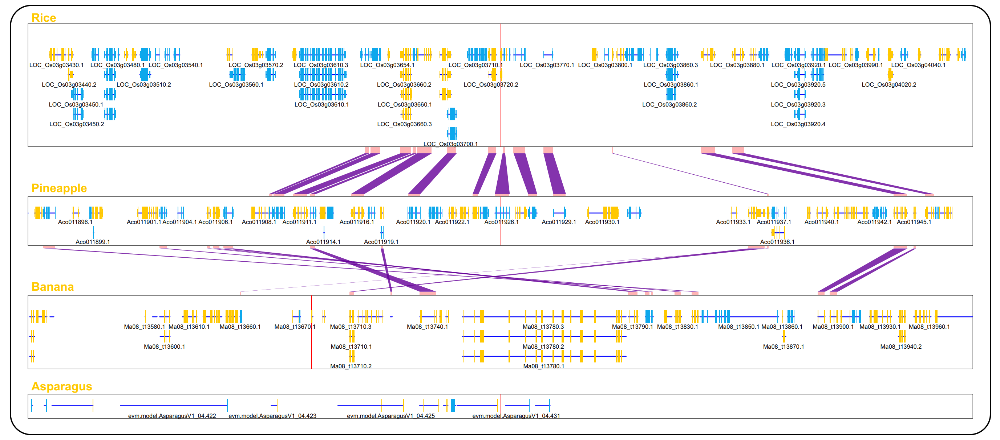 Rice
LOC_Os03g03430.1 LOC_Os03g03480.1 LOC_Os03g03540.1 LOC_Os03g03570.2 LOC_Os03g03610.3 LOC_Os03g03654.1 LOC_Os03g03710.1 LOC_Os03g03770.1 LOC_Os03g03800.1 LOC_Os03g03860.3 LOC_Os03g03880.1 LOC_Os03g03920.1 LOC_Os03g03990.1 LOC_Os03g04040.1
LOC_Os03g03440.2 LOC_Os03g03510.2 LOC_Os03g03560.1 LOC_Os03g03610.2 LOC_Os03g03660.2 LOC_Os03g03720.2 LOC_Os03g03860.1 LOC_Os03g03920.5 LOC_Os03g04020.2
LOC_Os03g03450.1 LOC_Os03g03610.1 LOC_Os03g03660.1 LOC_Os03g03860.2 LOC_Os03g03920.3
LOC_Os03g03450.2 LOC_Os03g03660.3 LOC_Os03g03920.4
LOC_Os03g03700.1
Pineapple
Aco011896.1 Aco011901.1 Aco011904.1 Aco011906.1 Aco011908.1 Aco011911.1 Aco011916.1 Aco011920.1 Aco011922.1 Aco011926.1 Aco011929.1 Aco011930.1 Aco011933.1 Aco011937.1 Aco011940.1 Aco011942.1 Aco011945.1
Aco011899.1 Aco011914.1 Aco011919.1 Aco011936.1
Banana
Ma08_t13580.1 Ma08_t13610.1 Ma08_t13660.1 Ma08_t13670.1 Ma08_t13710.3 Ma08_t13740.1 Ma08_t13780.3 Ma08_t13790.1 Ma08_t13830.1 Ma08_t13850.1 Ma08_t13860.1 Ma08_t13900.1 Ma08_t13930.1 Ma08_t13960.1
Ma08_t13600.1 Ma08_t13710.1 Ma08_t13780.2 Ma08_t13870.1 Ma08_t13940.2
Ma08_t13710.2 Ma08_t13780.1
Asparagus
evm.model.AsparagusV1_04.422 evm.model.AsparagusV1_04.423 evm.model.AsparagusV1_04.425 evm.model.AsparagusV1_04.431